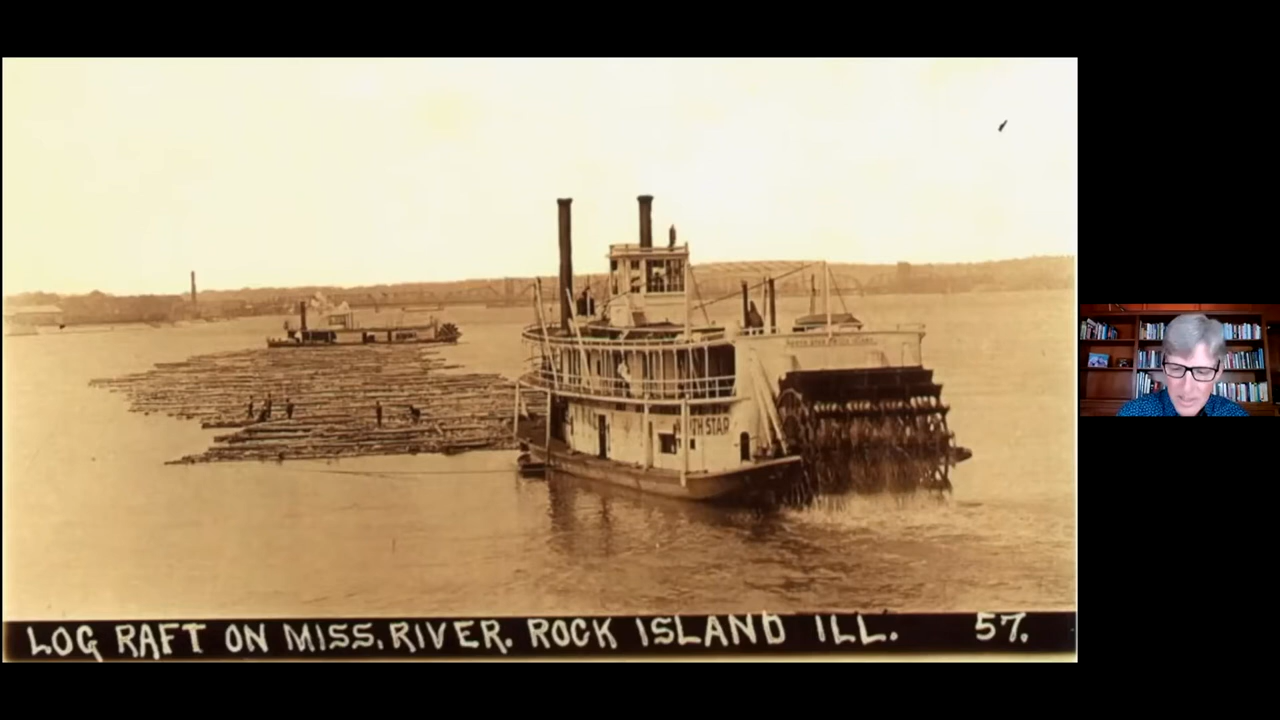 TH STAR
LOG RAFT ON MISS. RIVER. ROCK ISLAND ILL. 57.